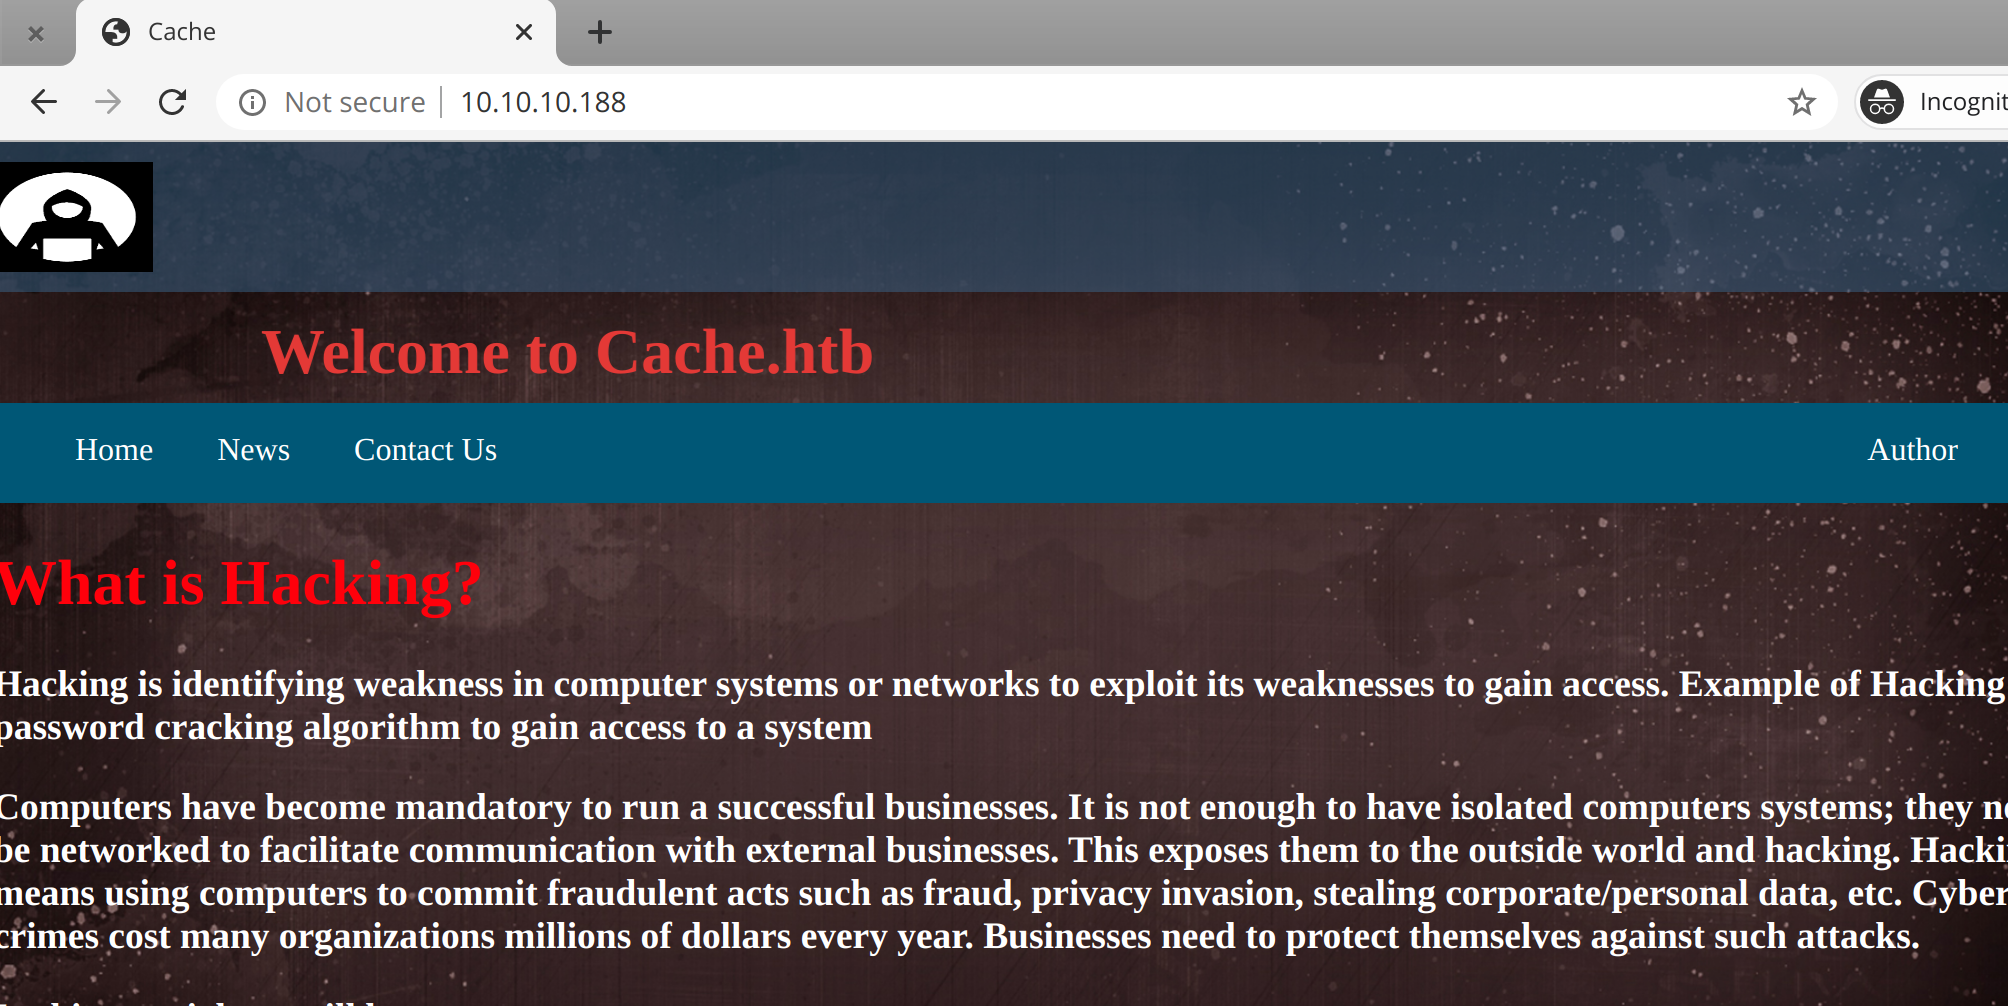 Cache
Not secure 10.10.10.188
Welcome to Cache.htb
Home News Contact Us Author
What is Hacking?
Hacking is identifying weakness in computer systems or networks to exploit its weaknesses to gain access. Example of Hacking
password cracking algorithm to gain access to a system
Computers have become mandatory to run a successful businesses. It is not enough to have isolated computers systems; they
be networked to facilitate communication with external businesses. This exposes them to the outside world and hacking.
means using computers to commit fraudulent acts such as fraud, privacy invasion, stealing corporate/personal data, etc. Cyber
crimes cost many organizations millions of dollars every year. Businesses need to protect themselves against such attacks.